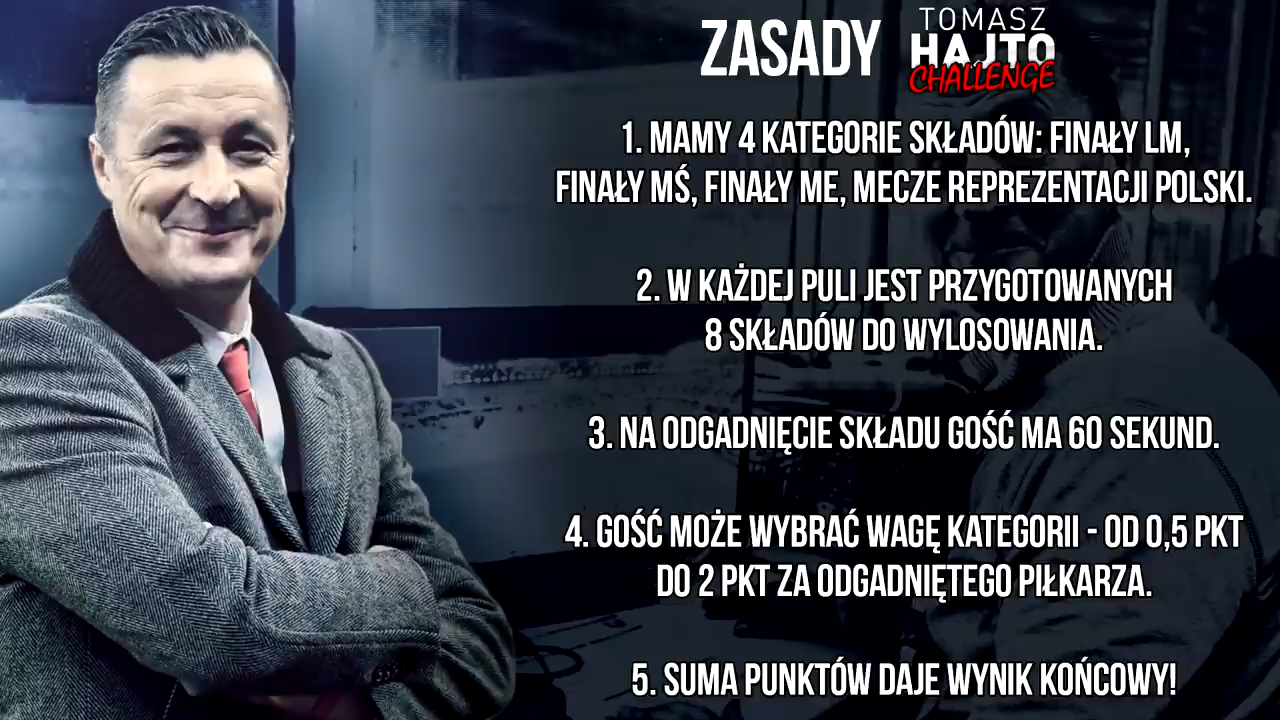 ZASADY
TOMASZ
HAJTO
CHALLENGE
1. MAMY 4 KATEGORIE SKŁADÓW: FINAŁY LM,
FINAŁY MŚ, FINAŁY ME, MECZE REPREZENTACJI POLSKI.
2. W KAŻDEJ PULI JEST PRZYGOTOWANYCH
8 SKŁADÓW DO WYLOSOWANIA.
3. NA ODGADNIĘCIE SKŁADU GOŚĆ MA 60 SEKUND.
4. GOŚĆ MOŻE WYBRAĆ WAGĘ KATEGORII - OD 0,5 PKT
DO 2 PKT ZA ODGADNIĘTEGO PIŁKARZA.
5. SUMA PUNKTÓW DAJE WYNIK KOŃCOWY!